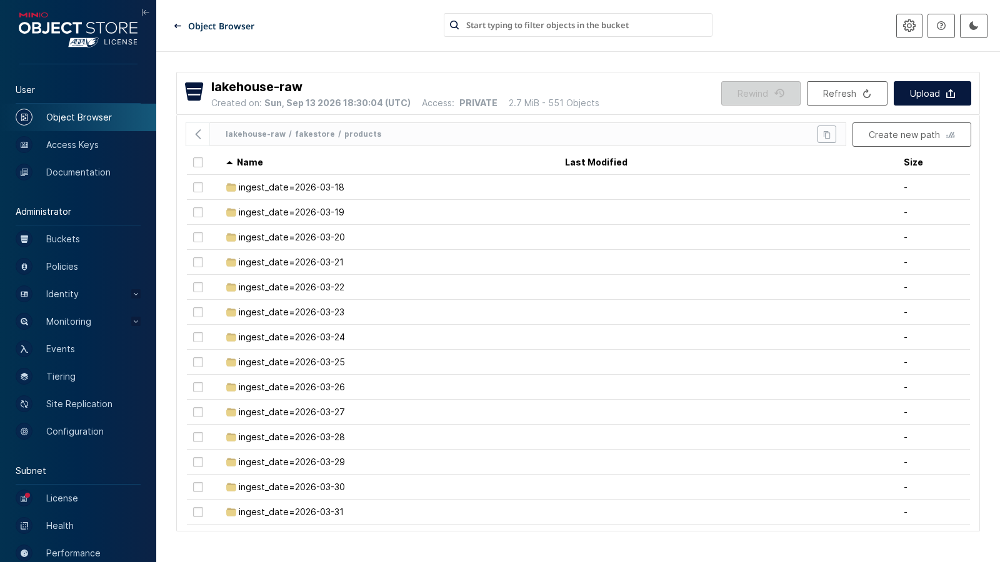 MINIO
OBJECT STORE
AGPLv3 LICENSE
User
Object Browser
Access Keys
Documentation
Administrator
Buckets
Policies
Identity
Monitoring
Events
Tiering
Site Replication
Configuration
Subnet
License
Health
Performance
Object Browser
Start typing to filter objects in the bucket
lakehouse-raw
Created on: Sun, Sep 13 2026 18:30:04 (UTC) Access: PRIVATE 2.7 MiB - 551 Objects
Rewind
Refresh
Upload
lakehouse-raw / fakestore / products
Create new path
Name Last Modified Size
ingest_date=2026-03-18 -
ingest_date=2026-03-19 -
ingest_date=2026-03-20 -
ingest_date=2026-03-21 -
ingest_date=2026-03-22 -
ingest_date=2026-03-23 -
ingest_date=2026-03-24 -
ingest_date=2026-03-25 -
ingest_date=2026-03-26 -
ingest_date=2026-03-27 -
ingest_date=2026-03-28 -
ingest_date=2026-03-29 -
ingest_date=2026-03-30 -
ingest_date=2026-03-31 -